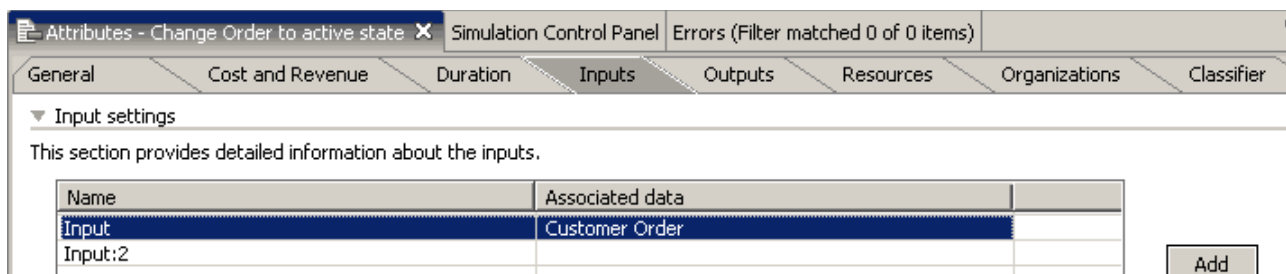 Attributes - Change Order to active state Simulation Control Panel Errors (Filter matched 0 of 0 items)
General Cost and Revenue Duration Inputs Outputs Resources Organizations Classifier
Input settings
This section provides detailed information about the inputs.
Name Associated data
Input Customer Order
Input:2
Add